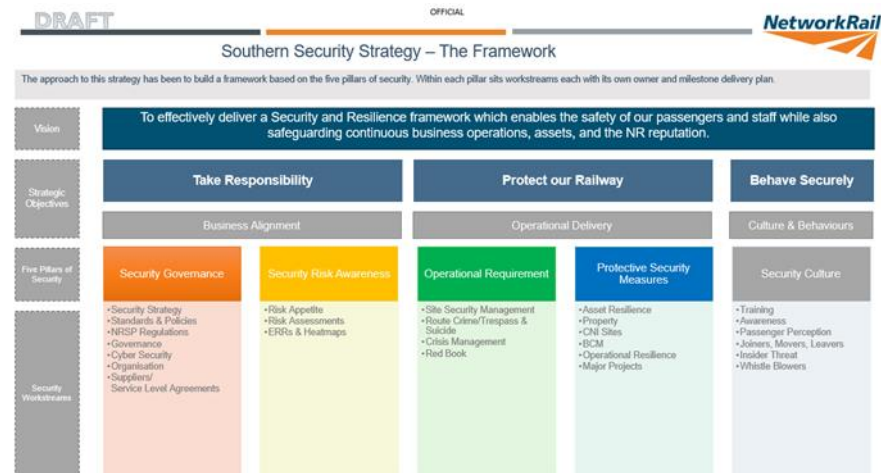 DRAFT
OFFICIAL
NetworkRail
Southern Security Strategy – The Framework
The approach to this strategy has been to build a framework based on the five pillars of security. Within each pillar sits workstreams each with its own owner and milestone delivery plan.
Vision
To effectively deliver a Security and Resilience framework which enables the safety of our passengers and staff while also
safeguarding continuous business operations, assets, and the NR reputation.
Strategic
Objectives
Take Responsibility
Protect our Railway
Behave Securely
Business Alignment
Operational Delivery
Culture & Behaviours
Five Pillars of
Security
Security Governance
Security Risk Awareness
Operational Requirement
Protective Security
Measures
Security Culture
Security
Workstreams
•Security Strategy
•Standards & Policies
•NRSP Regulations
•Governance
•Cyber Security
•Organisation
•Suppliers/
Service Level Agreements
•Risk Appetite
•Risk Assessments
•ERRs & Heatmaps
•Site Security Management
•Route Crime/Trespass &
Suicide
•Crisis Management
•Red Book
•Asset Resilience
•Property
•CNI Sites
•BCM
•Operational Resilience
•Major Projects
•Training
•Awareness
•Passenger Perception
•Joiners, Movers, Leavers
•Insider Threat
•Whistle Blowers